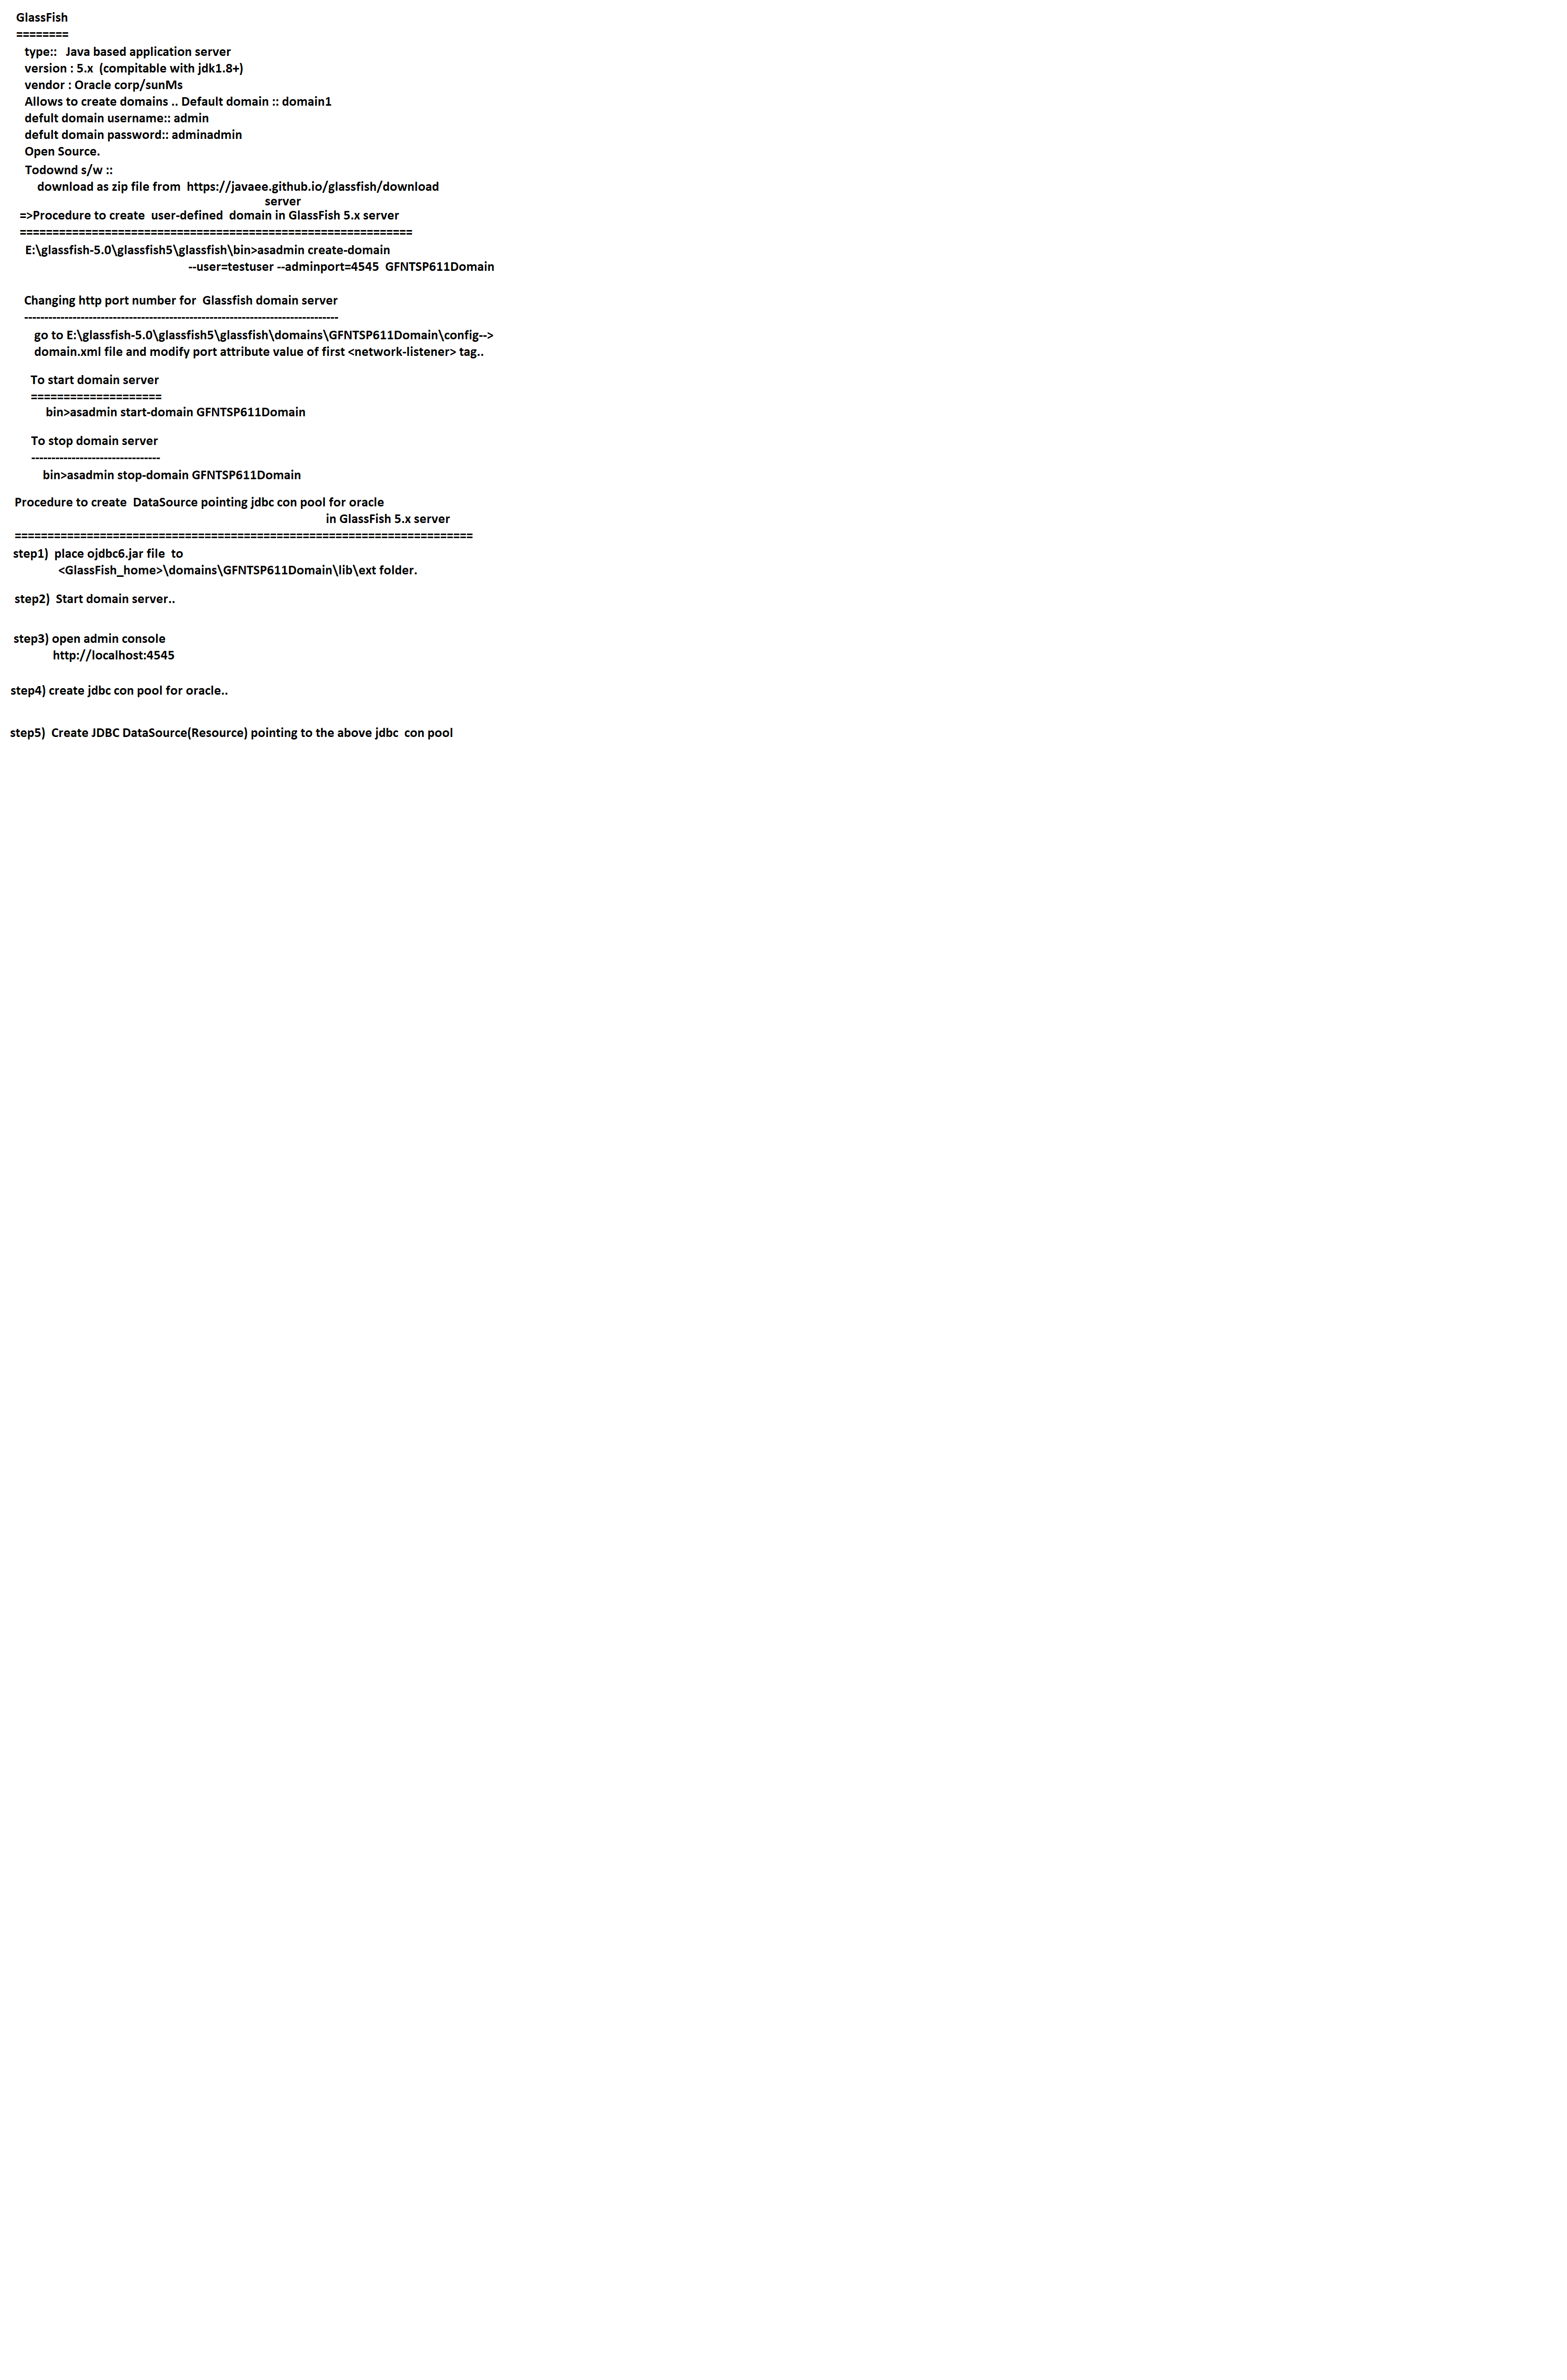 GlassFish
========
type::   Java based application server
version : 5.x  (compitable with jdk1.8+)
vendor : Oracle corp/sunMs
Allows to create domains .. Default domain :: domain1
defult domain username:: admin
defult domain password:: adminadmin
Open Source.
Todownd s/w ::
download as zip file from  https://javaee.github.io/glassfish/download
server
=>Procedure to create  user-defined  domain in GlassFish 5.x server
============================================================
E:\glassfish-5.0\glassfish5\glassfish\bin>asadmin create-domain
--user=testuser --adminport=4545  GFNTSP611Domain
Changing http port number for  Glassfish domain server
------------------------------------------------------------------------------
go to E:\glassfish-5.0\glassfish5\glassfish\domains\GFNTSP611Domain\config-->
domain.xml file and modify port attribute value of first <network-listener> tag..
To start domain server
====================
bin>asadmin start-domain GFNTSP611Domain
To stop domain server
--------------------------------
bin>asadmin stop-domain GFNTSP611Domain
Procedure to create  DataSource pointing jdbc con pool for oracle
in GlassFish 5.x server
======================================================================
step1)  place ojdbc6.jar file  to
<GlassFish_home>\domains\GFNTSP611Domain\lib\ext folder.
step2)  Start domain server..
step3) open admin console
http://localhost:4545
step4) create jdbc con pool for oracle..
step5)  Create JDBC DataSource(Resource) pointing to the above jdbc  con pool